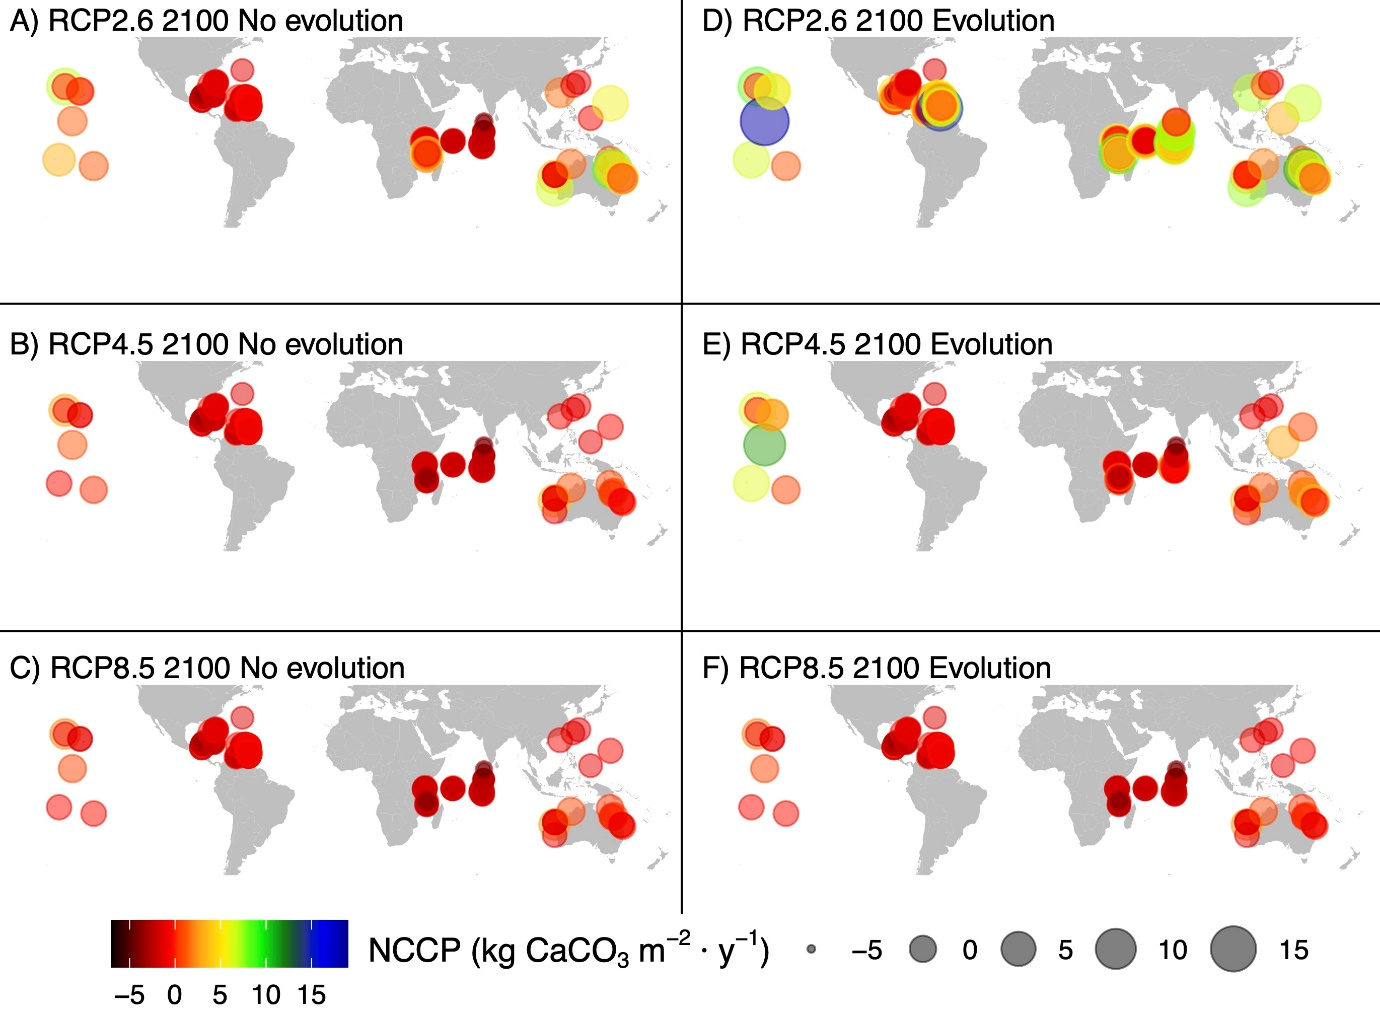 A) RCP2.6 2100 No evolution
D) RCP2.6 2100 Evolution
B) RCP4.5 2100 No evolution
E) RCP4.5 2100 Evolution
C) RCP8.5 2100 No evolution
F) RCP8.5 2100 Evolution
NCCP (kg CaCO₃ m⁻² · y⁻¹)
−5 0 5 10 15
−5 0 5 10 15